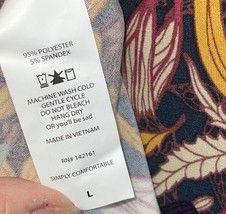 95% POLYESTER
5% SPANDEX
MACHINE WASH COLD
GENTLE CYCLE
DO NOT BLEACH
HANG DRY
OR you'll be sad
MADE IN VIETNAM
RN# 142161
SIMPLY COMFORTABLE
L